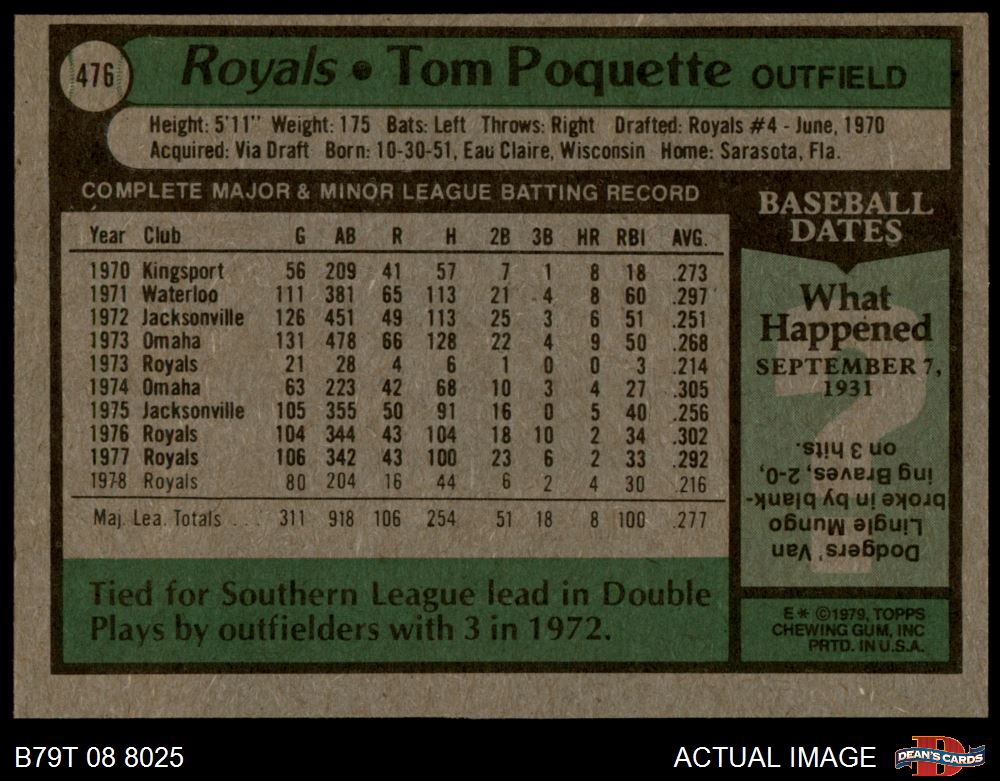 476
Royals • Tom Poquette OUTFIELD
Height: 5'11" Weight: 175 Bats: Left Throws: Right Drafted: Royals #4 - June, 1970
Acquired: Via Draft Born: 10-30-51, Eau Claire, Wisconsin Home: Sarasota, Fla.
COMPLETE MAJOR & MINOR LEAGUE BATTING RECORD
Year Club G AB R H 2B 3B HR RBI AVG.
1970 Kingsport 56 209 41 57 7 1 8 18 .273
1971 Waterloo 111 381 65 113 21 4 8 60 .297
1972 Jacksonville 126 451 49 113 25 3 6 51 .251
1973 Omaha 131 478 66 128 22 4 9 50 .268
1973 Royals 21 28 4 6 1 0 0 3 .214
1974 Omaha 63 223 42 68 10 3 4 27 .305
1975 Jacksonville 105 355 50 91 16 0 5 40 .256
1976 Royals 104 344 43 104 18 10 2 34 .302
1977 Royals 106 342 43 100 23 6 2 33 .292
1978 Royals 80 204 16 44 6 2 4 30 .216
Maj. Lea. Totals . . . 311 918 106 254 51 18 8 100 .277
Tied for Southern League lead in Double
Plays by outfielders with 3 in 1972.
BASEBALL
DATES
What
Happened
SEPTEMBER 7,
1931
?
Dodgers' Van
Lingle Mungo
broke in by blank-
ing Braves, 2-0,
on 3 hits.
E* ©1979, TOPPS
CHEWING GUM, INC
PRTD. IN U.S.A.
B79T 08 8025
ACTUAL IMAGE
D
DEAN'S CARDS